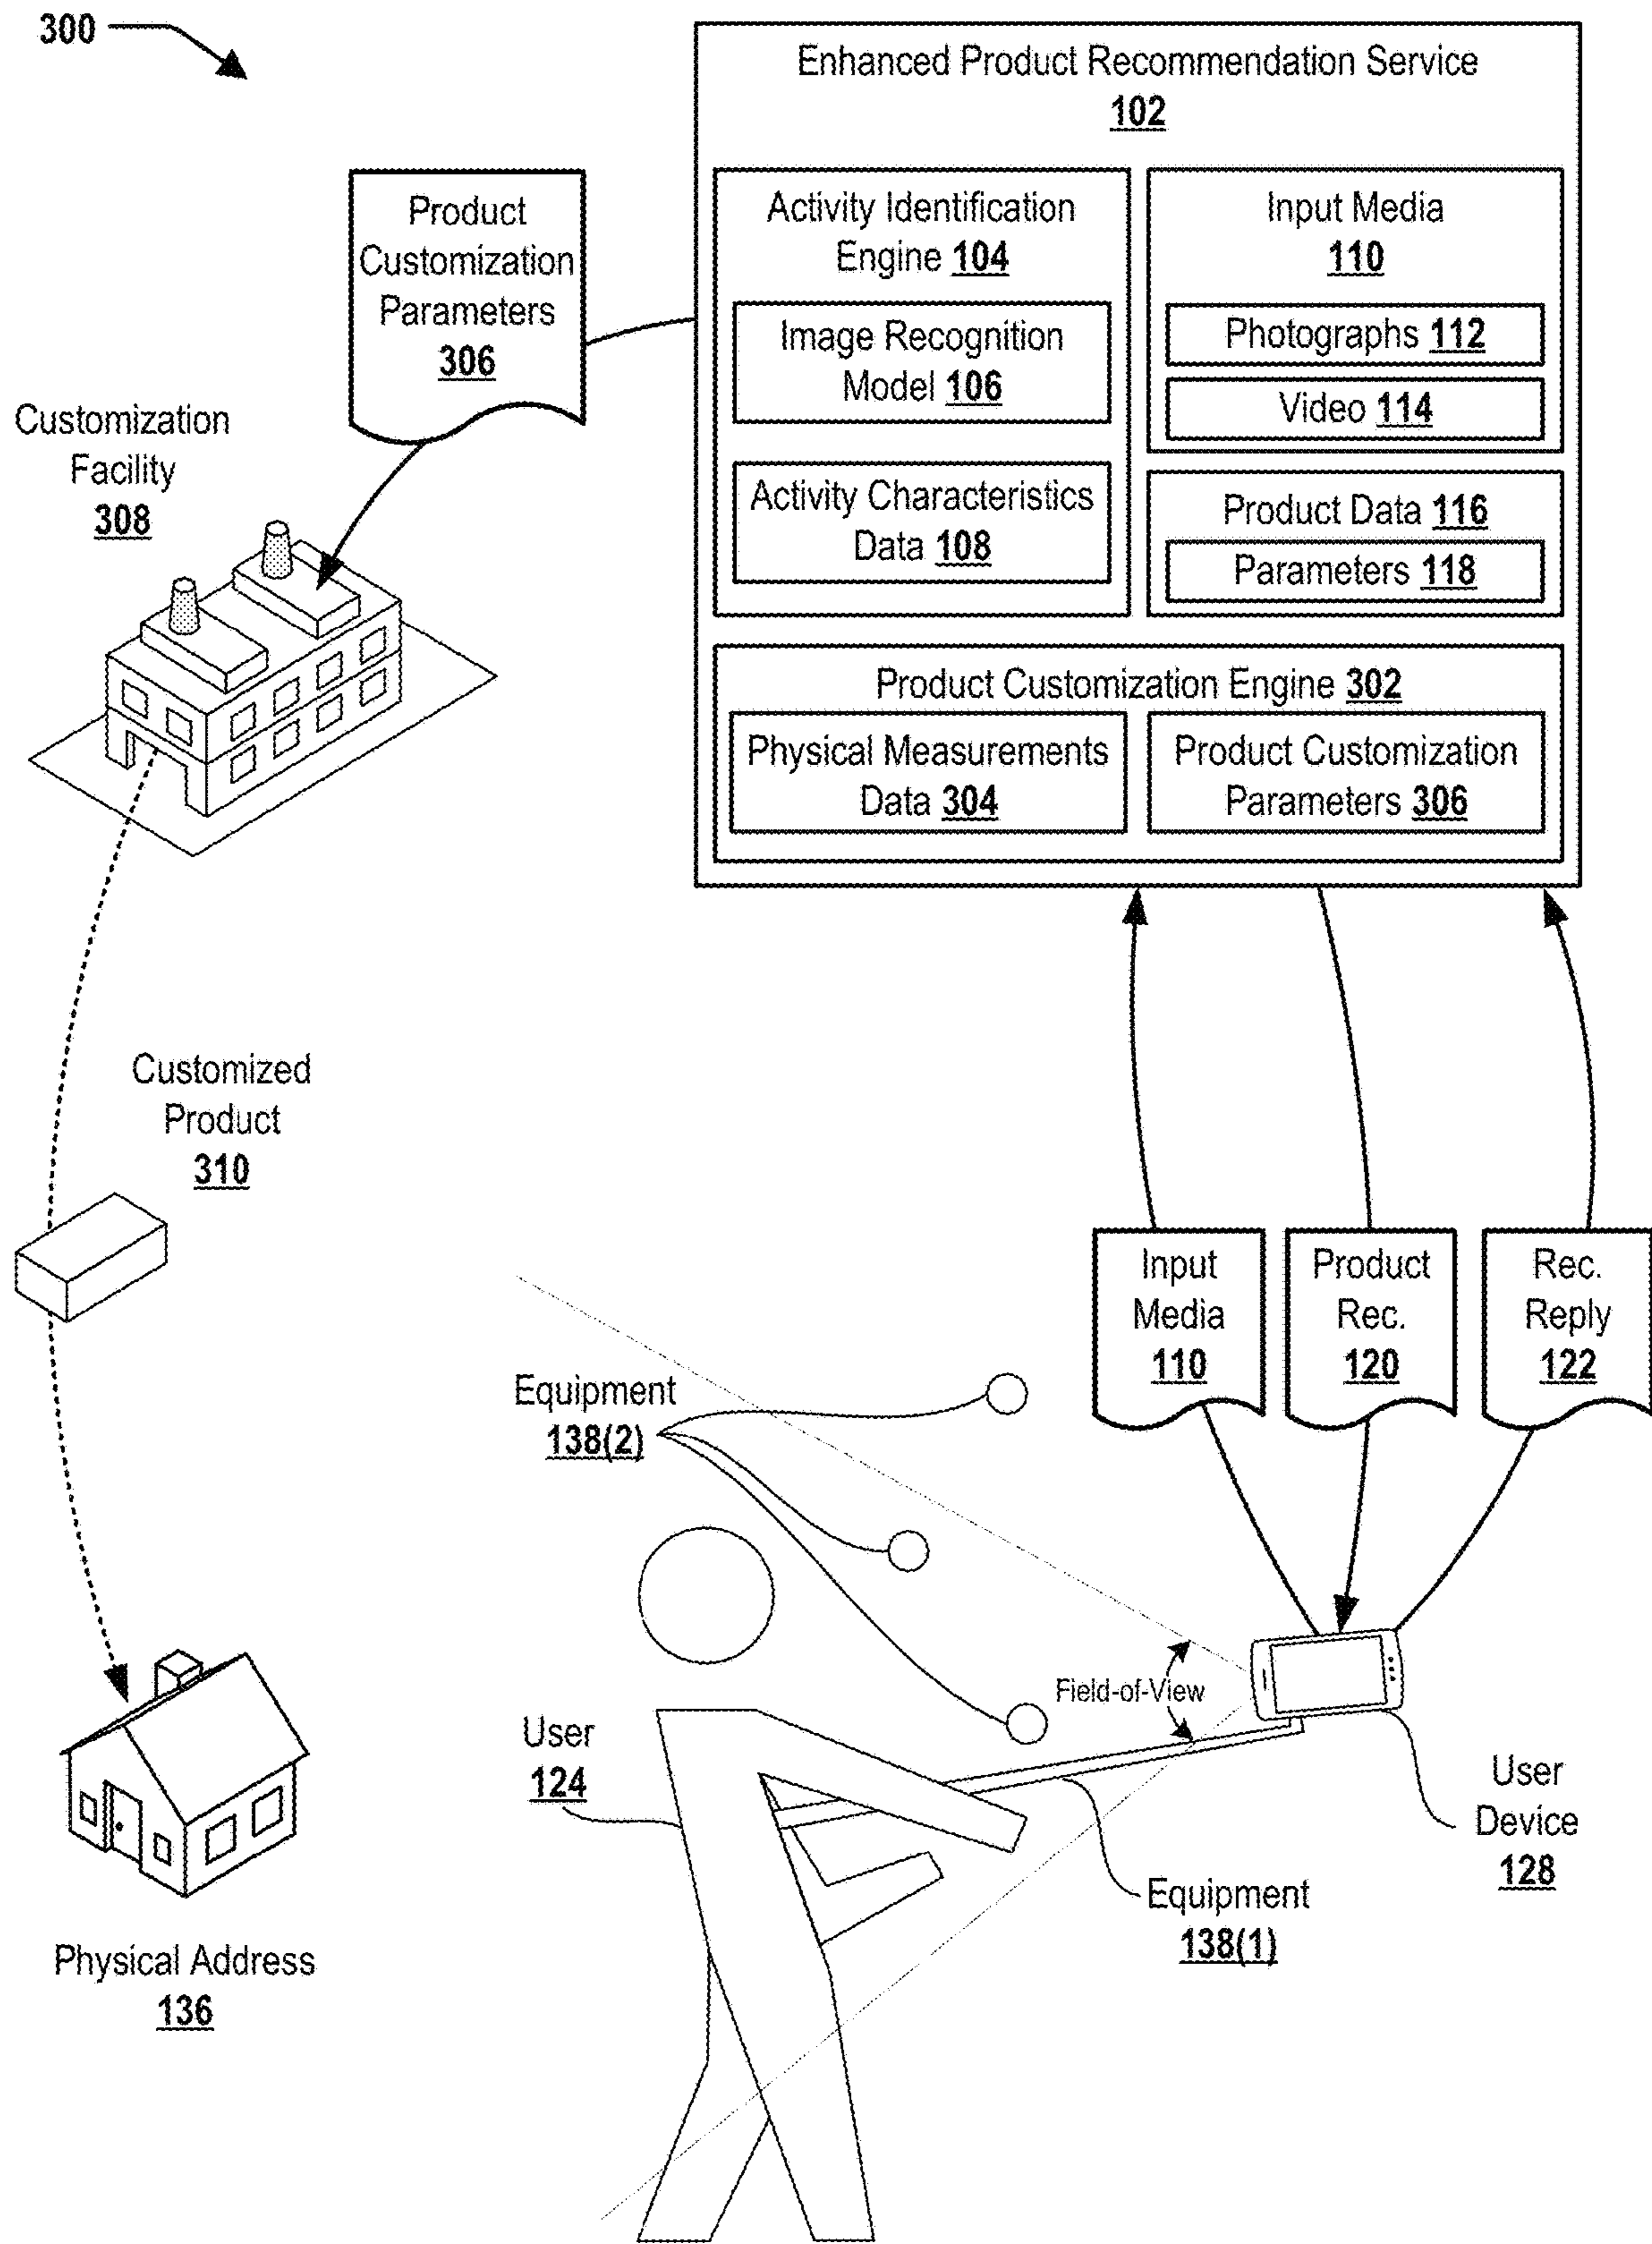 300
Enhanced Product Recommendation Service
102
Product
Customization
Parameters
306
Activity Identification
Engine 104
Image Recognition
Model 106
Activity Characteristics
Data 108
Input Media
110
Photographs 112
Video 114
Product Data 116
Parameters 118
Product Customization Engine 302
Physical Measurements
Data 304
Product Customization
Parameters 306
Customization
Facility
308
Customized
Product
310
Input
Media
110
Product
Rec.
120
Rec.
Reply
122
Equipment
138(2)
Field-of-View
User
124
User
Device
128
Equipment
138(1)
Physical Address
136